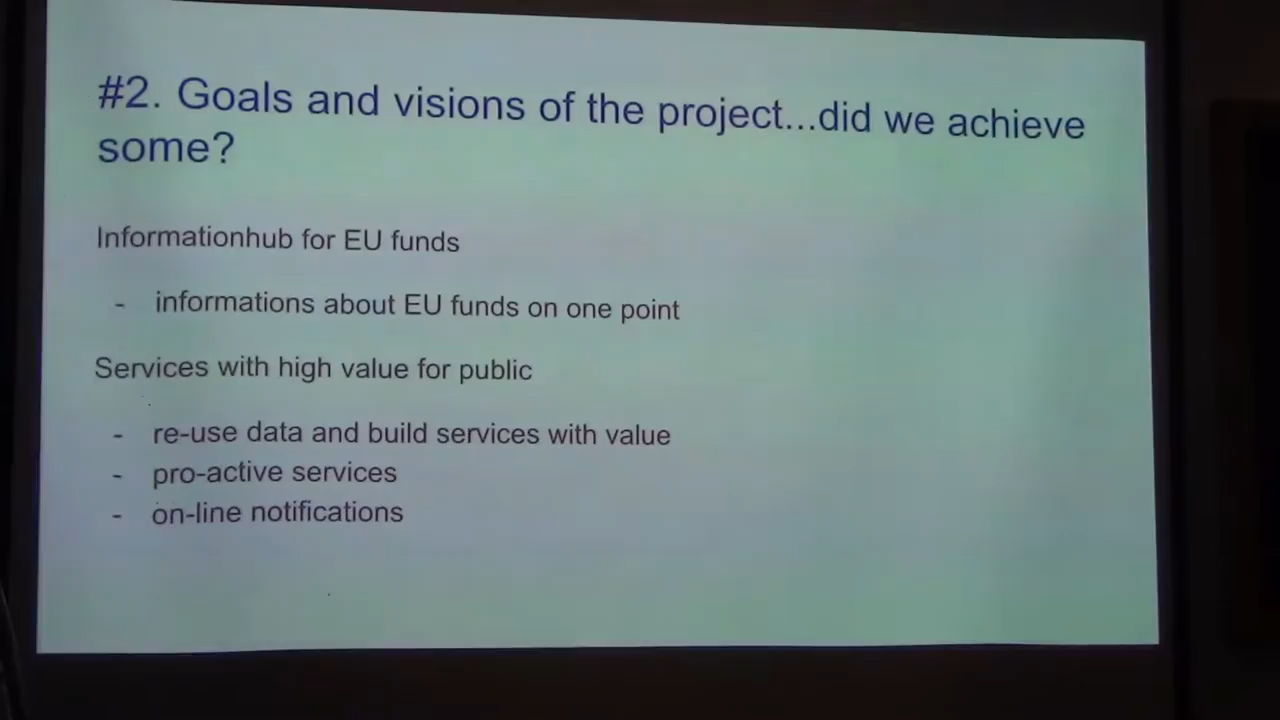 #2. Goals and visions of the project...did we achieve
some?
Informationhub for EU funds
- informations about EU funds on one point
Services with high value for public
- re-use data and build services with value
- pro-active services
- on-line notifications